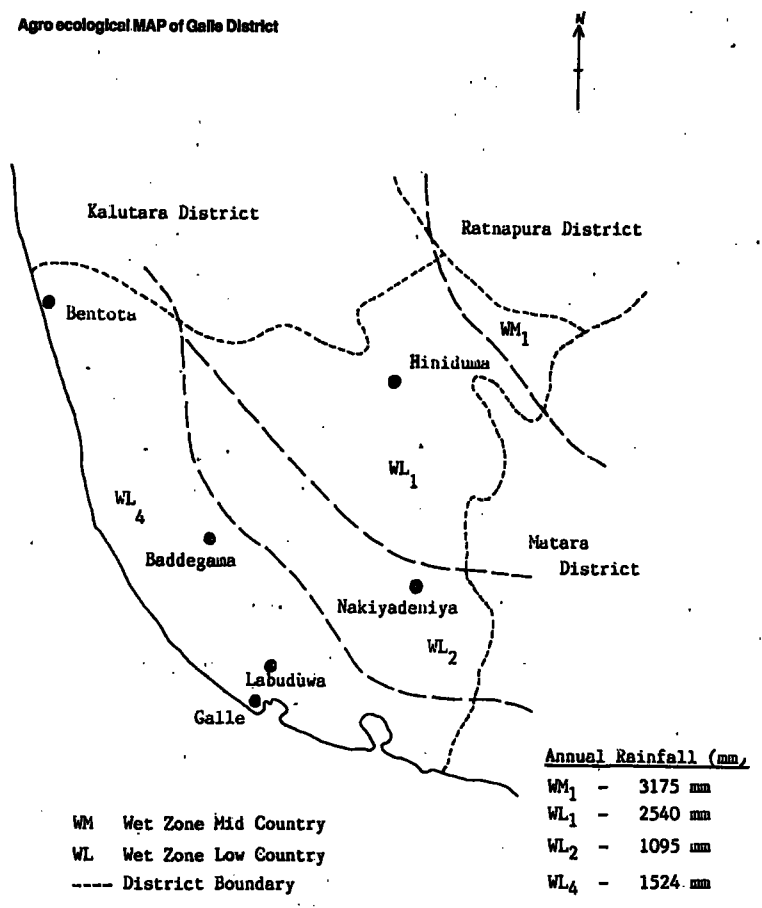 Agro ecological MAP of Galle District
N
Kalutara District
Ratnapura District
Bentota
WM1
Hiniduma
WL1
WL4
Matara
District
Baddegama
Nakiyadeniya
WL2
Labuduwa
Galle
Annual Rainfall (mm,
WM1 - 3175 mm
WL1 - 2540 mm
WL2 - 1095 mm
WL4 - 1524 mm
WM Wet Zone Mid Country
WL Wet Zone Low Country
---- District Boundary